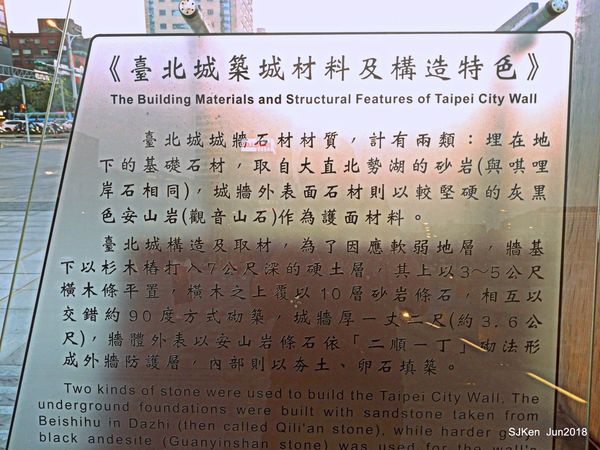 《臺北城築城材料及構造特色》
The Building Materials and Structural Features of Taipei City Wall
臺北城城牆石材材質，計有兩類：埋在地
下的基礎石材，取自大直北勢湖的砂岩(與唭哩
岸石相同)，城牆外表面石材則以較堅硬的灰黑
色安山岩(觀音山石)作為護面材料。
臺北城構造及取材，為了因應軟弱地層，牆基
下以杉木樁打入7公尺深的硬土層，其上以3~5公尺
橫木條平置，橫木之上覆以10層砂岩條石，相互以
交錯約90度方式砌築，城牆厚一丈二尺(約3.6公
尺)，牆體外表以安山岩條石依「二順一丁」砌法形
成外牆防護層，內部則以夯土、卵石填築。
Two kinds of stone were used to build the Taipei City Wall. The
underground foundations were built with sandstone taken from
Beishihu in Dazhi (then called Qili'an stone), while harder
black andesite (Guanyinshan stone) was used for the wall's
SJKen Jun2018